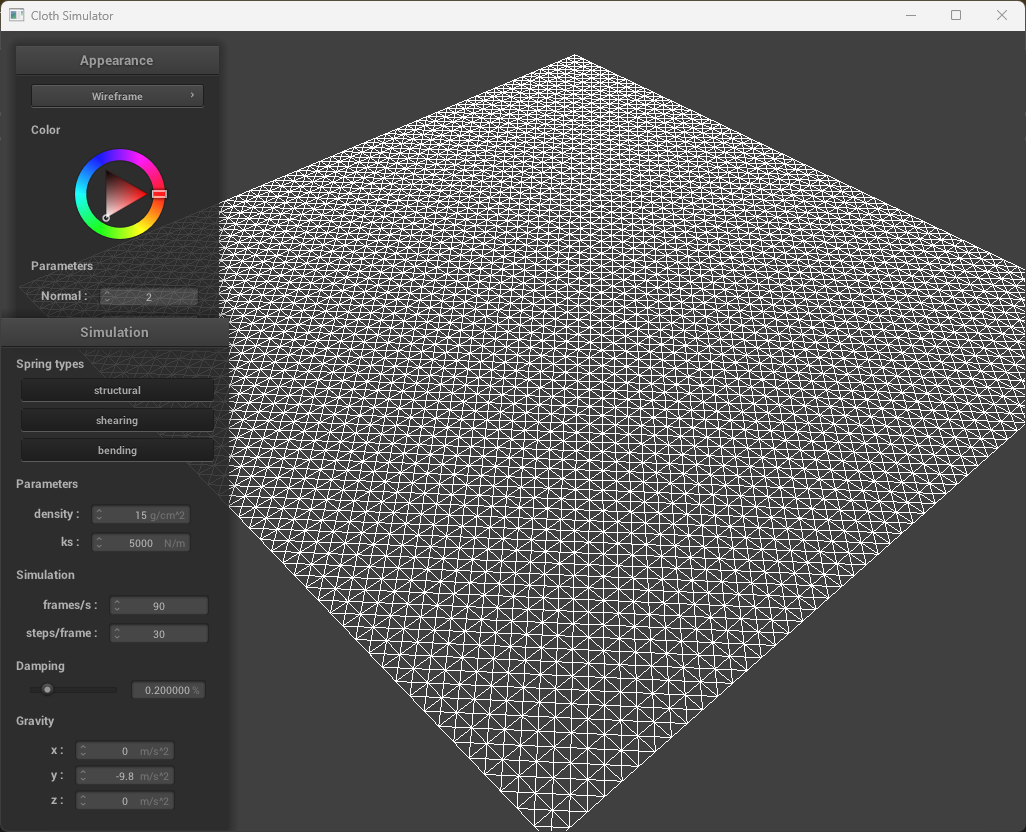 Cloth Simulator
Appearance
Wireframe
Color
Parameters
Normal : 2
Simulation
Spring types
structural
shearing
bending
Parameters
density : 15 g/cm^2
ks : 5000 N/m
Simulation
frames/s : 90
steps/frame : 30
Damping
0.200000 %
Gravity
x : 0 m/s^2
y : -9.8 m/s^2
z : 0 m/s^2